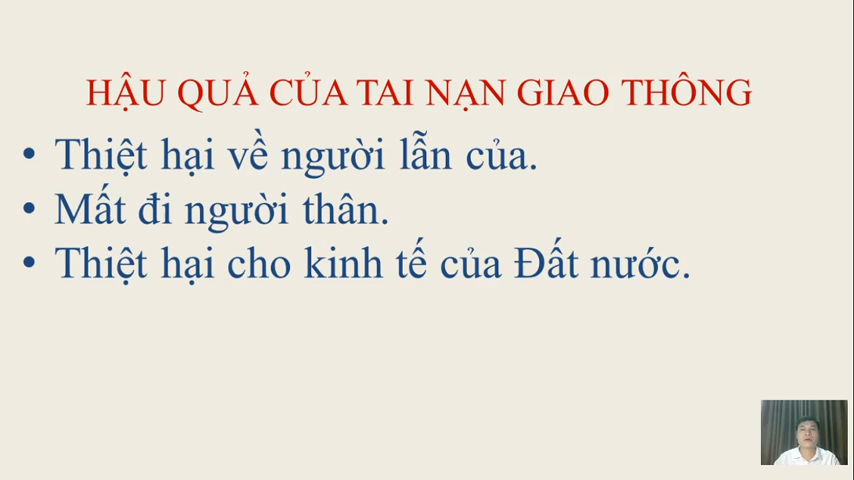 HẬU QUẢ CỦA TAI NẠN GIAO THÔNG
• Thiệt hại về người lẫn của.
• Mất đi người thân.
• Thiệt hại cho kinh tế của Đất nước.